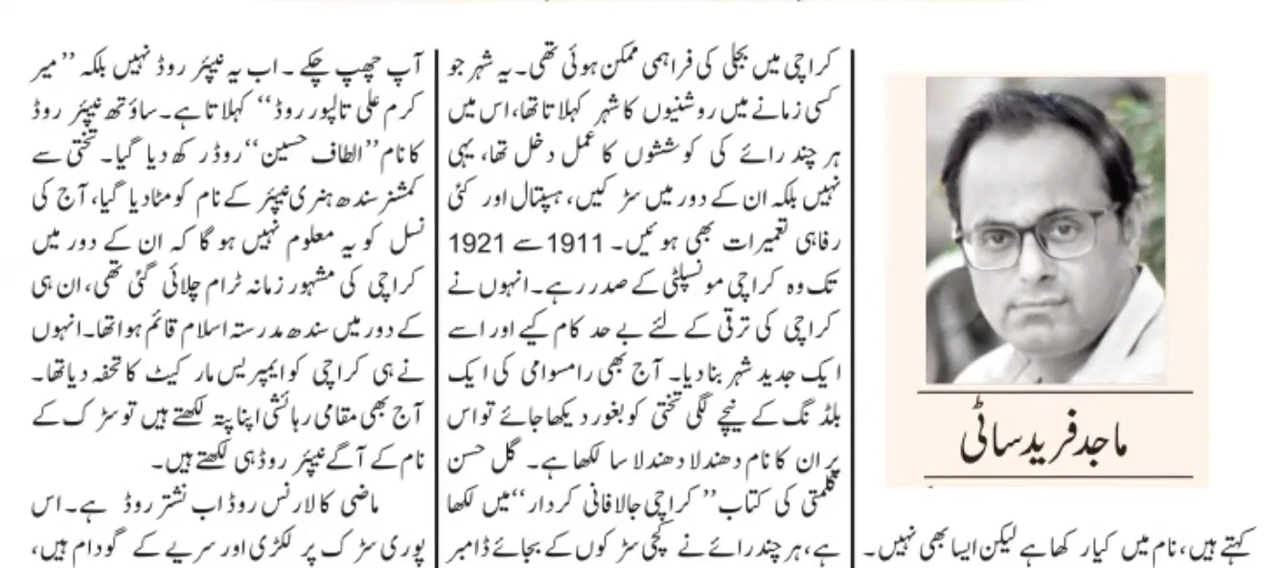 ماجد فرید ساٹی
کہتے ہیں، نام میں کیا رکھا ہے لیکن ایسا بھی نہیں۔
کراچی میں بجلی کی فراہمی ممکن ہوئی تھی۔ یہ شہر جو
کسی زمانے میں روشنیوں کا شہر کہلاتا تھا، اس میں
ہر چند رائے کی کوششوں کا عمل دخل تھا، یہی
نہیں بلکہ ان کے دور میں سڑکیں، ہسپتال اور کئی
رفاہی تعمیرات بھی ہوئیں۔ 1911 سے 1921
تک وہ کراچی مونسپلٹی کے صدر رہے۔ انہوں نے
کراچی کی ترقی کے لئے بے حد کام کیے اور اسے
ایک جدید شہر بنا دیا۔ آج بھی رامسوامی کی ایک
بلڈنگ کے نیچے لگی تختی کو بغور دیکھا جائے تو اس
پر ان کا نام دھندلا دھندلا سا لکھا ہے۔ گل حسن
کلمتی کی کتاب ”کراچی جا لافانی کردار“ میں لکھا
ہے، ہر چند رائے نے کچی سڑکوں کے بجائے ڈامبر
آپ چھپ چکے ۔ اب یہ نیپئر روڈ نہیں بلکہ ”میر
کرم علی تالپور روڈ“ کہلاتا ہے۔ ساؤتھ نیپئر روڈ
کا نام ”الطاف حسین“ روڈ رکھ دیا گیا۔ تختی سے
کمشنر سندھ ہنری نیپئر کے نام کو مٹا دیا گیا، آج کی
نسل کو یہ معلوم نہیں ہو گا کہ ان کے دور میں
کراچی کی مشہور زمانہ ٹرام چلائی گئی تھی، ان ہی
کے دور میں سندھ مدرستہ اسلام قائم ہوا تھا۔ انہوں
نے ہی کراچی کو ایمپریس مارکیٹ کا تحفہ دیا تھا۔
آج بھی مقامی رہائشی اپنا پتہ لکھتے ہیں تو سڑک کے
نام کے آگے نیپئر روڈ ہی لکھتے ہیں۔
ماضی کا لارنس روڈ اب نشتر روڈ ہے۔ اس
پوری سڑک پر لکڑی اور سریے کے گودام ہیں،